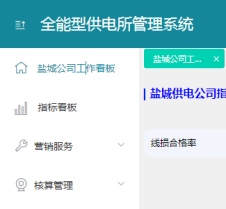 全能型供电所管理系统
盐城公司工作看板
盐城公司工...
×
盐城供电公司指
指标看板
营销服务
线损合格率
核算管理